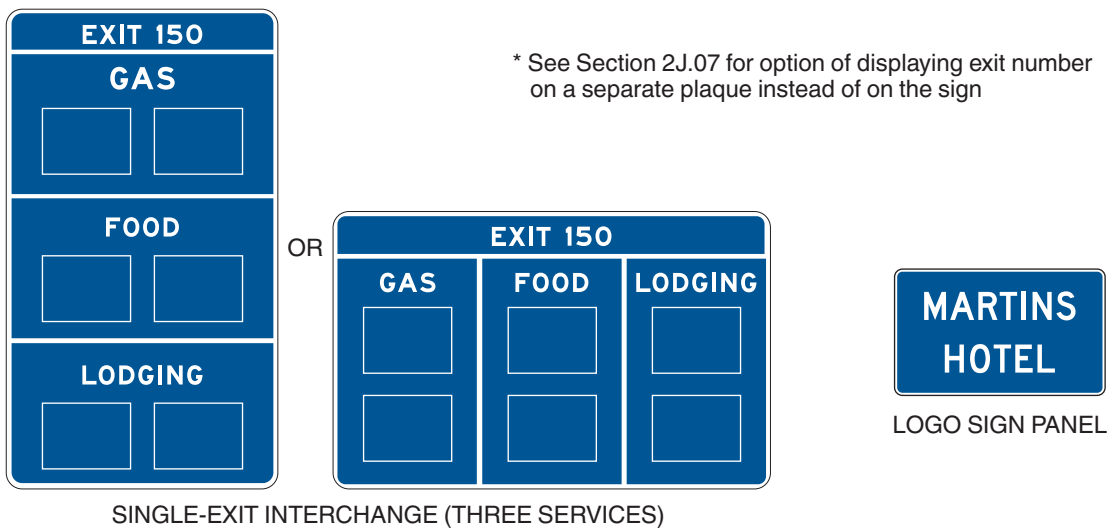 EXIT 150
GAS
FOOD
LODGING
OR
EXIT 150
GAS FOOD LODGING
* See Section 2J.07 for option of displaying exit number
on a separate plaque instead of on the sign
MARTINS
HOTEL
LOGO SIGN PANEL
SINGLE-EXIT INTERCHANGE (THREE SERVICES)